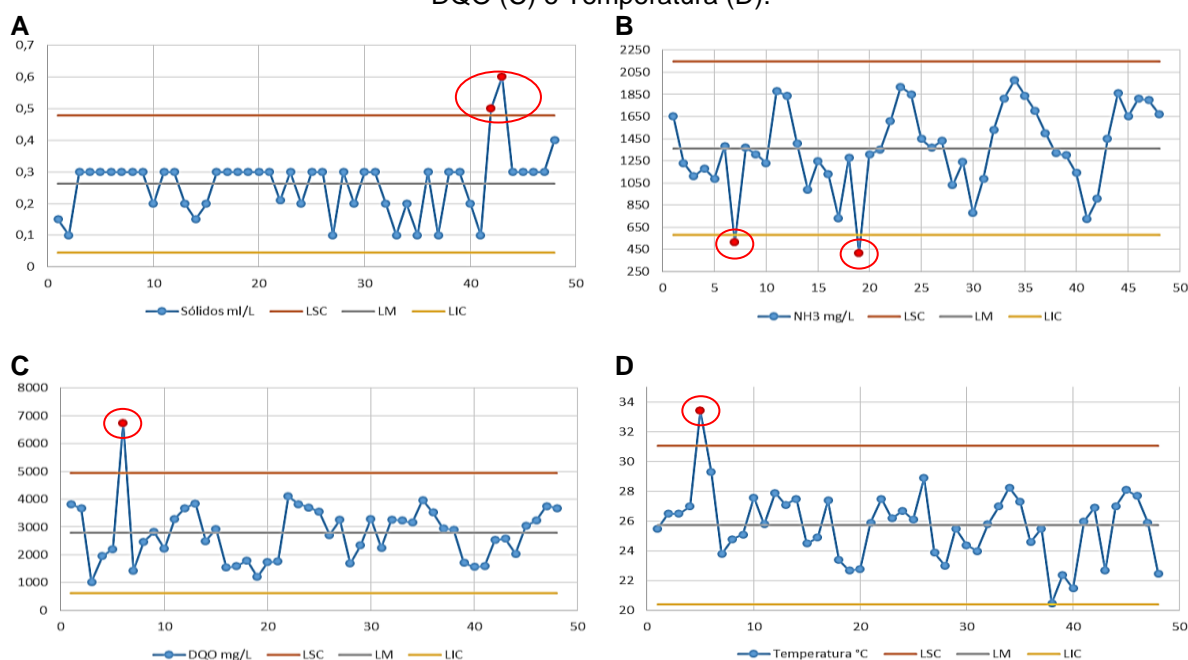 DQO (C) e Temperatura (D).
A
0,7
0,6
0,5
0,4
0,3
0,2
0,1
0
0 10 20 30 40 50
Sólidos ml/L LSC LM LIC
B
2250
2050
1850
1650
1450
1250
1050
850
650
450
250
0 5 10 15 20 25 30 35 40 45 50
NH3 mg/L LSC LM LIC
C
8000
7000
6000
5000
4000
3000
2000
1000
0
0 10 20 30 40 50
DQO mg/L LSC LM LIC
D
34
32
30
28
26
24
22
20
0 10 20 30 40 50
Temperatura °C LSC LM LIC